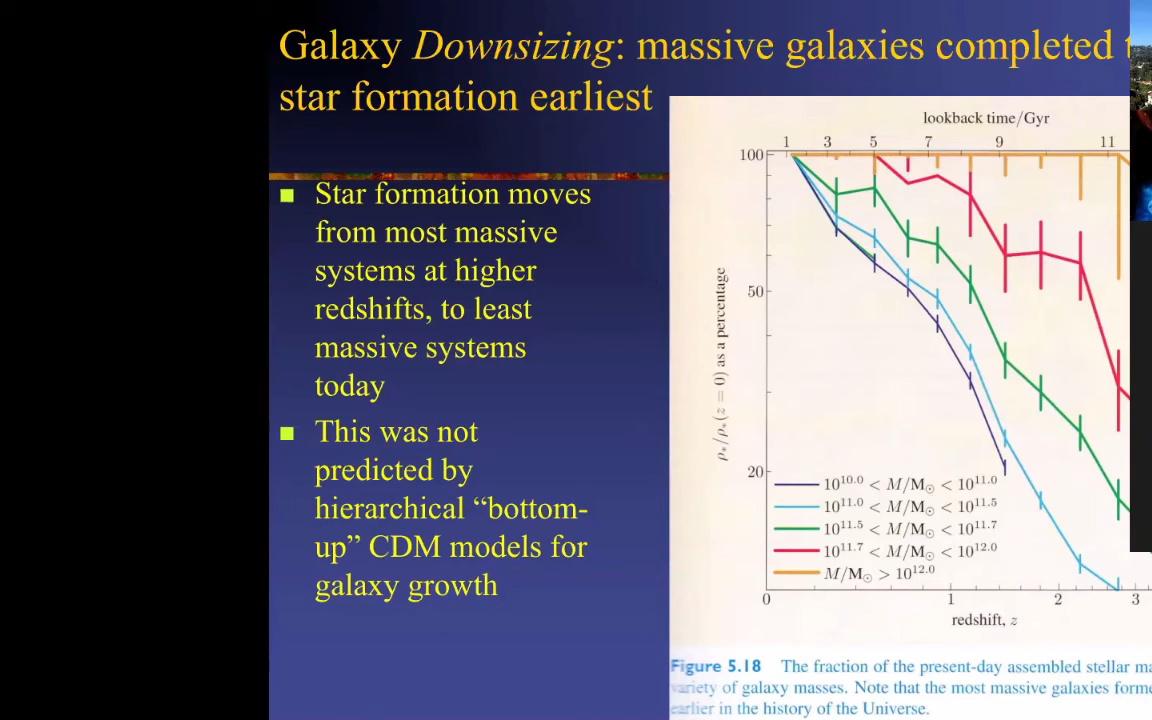 Galaxy Downsizing: massive galaxies completed
star formation earliest
Star formation moves
from most massive
systems at higher
redshifts, to least
massive systems
today
This was not
predicted by
hierarchical “bottom-
up” CDM models for
galaxy growth
lookback time/Gyr
1 3 5 7 9 11
100
50
20
ρ*/ρ*(z = 0) as a percentage
10^10.0 < M/M☉ < 10^11.0
10^11.0 < M/M☉ < 10^11.5
10^11.5 < M/M☉ < 10^11.7
10^11.7 < M/M☉ < 10^12.0
M/M☉ > 10^12.0
0 1 2 3
redshift, z
Figure 5.18 The fraction of the present-day assembled stellar
variety of galaxy masses. Note that the most massive galaxies
earlier in the history of the Universe.